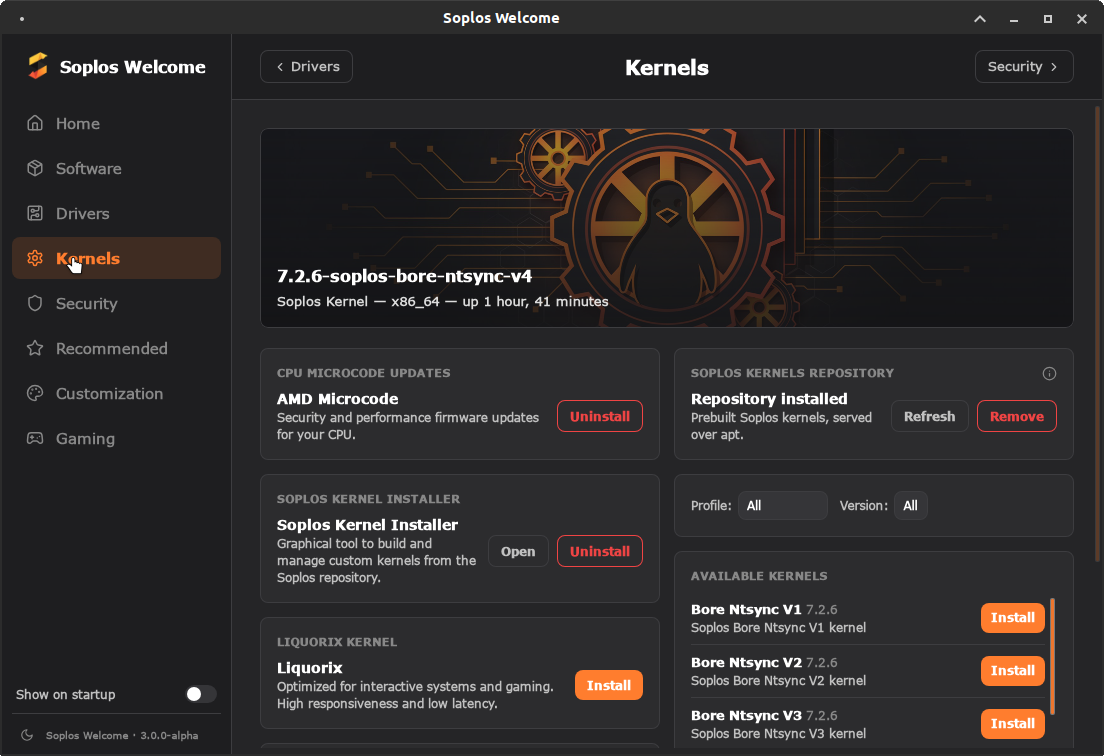 Soplos Welcome
Soplos Welcome
Home
Software
Drivers
Kernels
Security
Recommended
Customization
Gaming
Show on startup
Soplos Welcome · 3.0.0-alpha
Drivers
Kernels
Security
7.2.6-soplos-bore-ntsync-v4
Soplos Kernel — x86_64 — up 1 hour, 41 minutes
CPU MICROCODE UPDATES
AMD Microcode
Security and performance firmware updates
for your CPU.
Uninstall
SOPLOS KERNEL INSTALLER
Soplos Kernel Installer
Graphical tool to build and
manage custom kernels from the
Soplos repository.
Open
Uninstall
LIQUORIX KERNEL
Liquorix
Optimized for interactive systems and gaming.
High responsiveness and low latency.
Install
SOPLOS KERNELS REPOSITORY
Repository installed
Prebuilt Soplos kernels, served
over apt.
Refresh
Remove
Profile: All Version: All
AVAILABLE KERNELS
Bore Ntsync V1 7.2.6
Soplos Bore Ntsync V1 kernel
Install
Bore Ntsync V2 7.2.6
Soplos Bore Ntsync V2 kernel
Install
Bore Ntsync V3 7.2.6
Soplos Bore Ntsync V3 kernel
Install